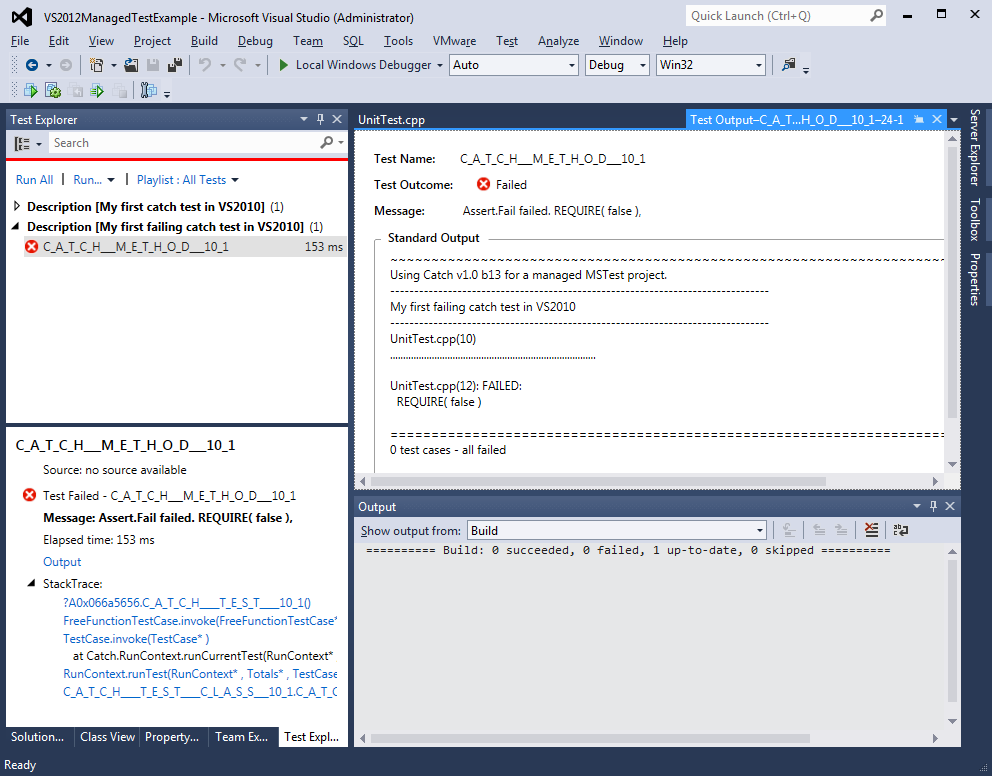 VS2012ManagedTestExample - Microsoft Visual Studio (Administrator)
Quick Launch (Ctrl+Q)
File Edit View Project Build Debug Team SQL Tools VMware Test Analyze Window Help
Local Windows Debugger Auto Debug Win32
Test Explorer
Search
Run All | Run... | Playlist : All Tests
Description [My first catch test in VS2010] (1)
Description [My first failing catch test in VS2010] (1)
C_A_T_C_H___M_E_T_H_O_D___10_1 153 ms
C_A_T_C_H___M_E_T_H_O_D___10_1
Source: no source available
Test Failed - C_A_T_C_H___M_E_T_H_O_D___10_1
Message: Assert.Fail failed. REQUIRE( false ),
Elapsed time: 153 ms
Output
StackTrace:
?A0x066a5656.C_A_T_C_H____T_E_S_T____10_1()
FreeFunctionTestCase.invoke(FreeFunctionTestCase*
TestCase.invoke(TestCase* )
at Catch.RunContext.runCurrentTest(RunContext*
RunContext.runTest(RunContext* , Totals* , TestCase
C_A_T_C_H____T_E_S_T____C_L_A_S_S___10_1.C_A_T_C
Solution... Class View Property... Team Ex... Test Expl...
UnitTest.cpp
Test Output–C_A_T...H_O_D___10_1–24-1
Test Name: C_A_T_C_H___M_E_T_H_O_D___10_1
Test Outcome: Failed
Message: Assert.Fail failed. REQUIRE( false ),
Standard Output
~~~~~~~~~~~~~~~~~~~~~~~~~~~~~~~~~~~~~~~~~~~~~~~~~~~~~~~~~~~~~~~~~~~~~
Using Catch v1.0 b13 for a managed MSTest project.
-------------------------------------------------------------------------------
My first failing catch test in VS2010
-------------------------------------------------------------------------------
UnitTest.cpp(10)
...............................................................................
UnitTest.cpp(12): FAILED:
REQUIRE( false )
=====================================================================
0 test cases - all failed
Output
Show output from: Build
========== Build: 0 succeeded, 0 failed, 1 up-to-date, 0 skipped ==========
Server Explorer
Toolbox
Properties
Ready